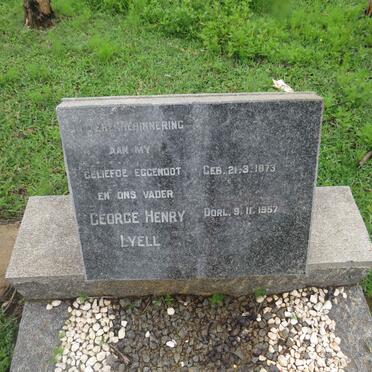 IN HERINNERING
AAN MY
GELIEFDE EGGENOOT
EN ONS VADER
GEORGE HENRY
LYELL
GEB. 21.3.1873
OORL. 9.11.1957